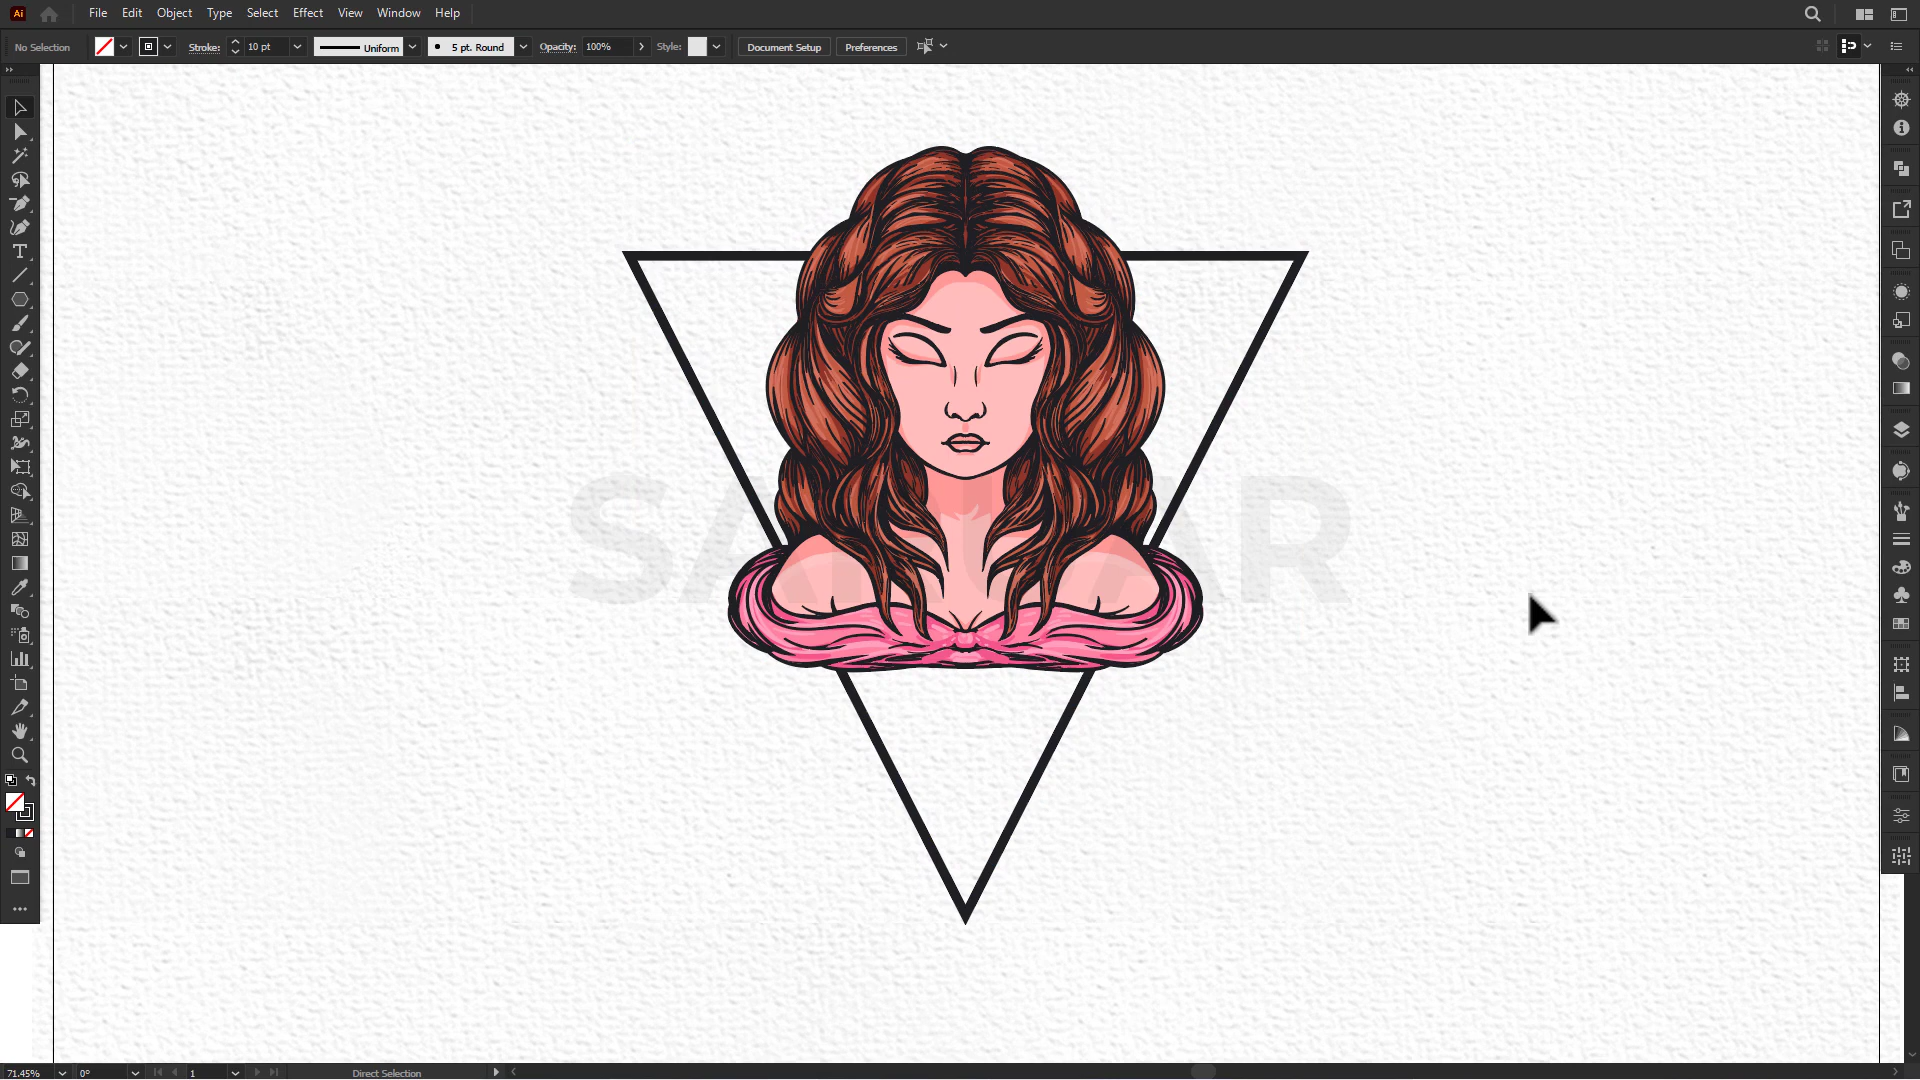 Ai File Edit Object Type Select Effect View Window Help
No Selection Stroke: 10 pt Uniform 5 pt. Round Opacity: 100% Style: Document Setup Preferences
71.45% 0° 1 Direct Selection